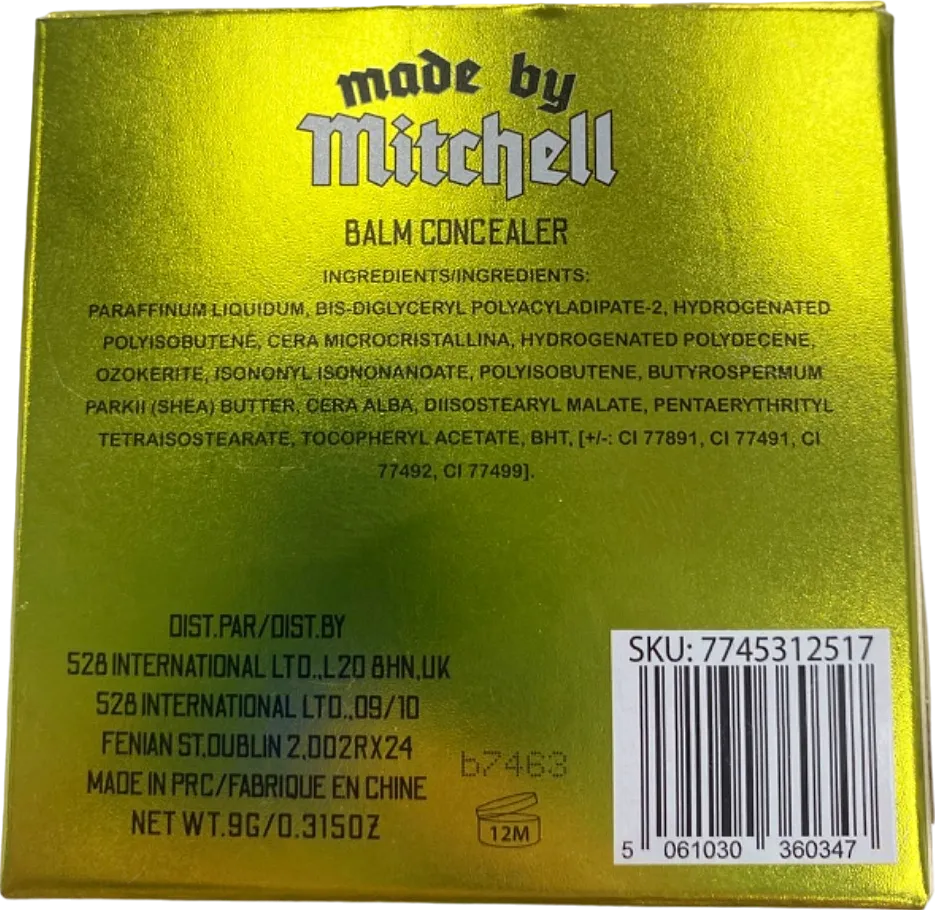 made by
Mitchell
BALM CONCEALER
INGREDIENTS/INGREDIENTS:
PARAFFINUM LIQUIDUM, BIS-DIGLYCERYL POLYACYLADIPATE-2, HYDROGENATED
POLYISOBUTENE, CERA MICROCRISTALLINA, HYDROGENATED POLYDECENE,
OZOKERITE, ISONONYL ISONONANOATE, POLYISOBUTENE, BUTYROSPERMUM
PARKII (SHEA) BUTTER, CERA ALBA, DIISOSTEARYL MALATE, PENTAERYTHRITYL
TETRAISOSTEARATE, TOCOPHERYL ACETATE, BHT, [+/-: CI 77891, CI 77491, CI
77492, CI 77499].
DIST.PAR/DIST.BY
528 INTERNATIONAL LTD.,L20 8HN,UK
528 INTERNATIONAL LTD.,09/10
FENIAN ST,DUBLIN 2,D02RX24
MADE IN PRC/FABRIQUE EN CHINE
NET WT.9G/0.315OZ
b7463
12M
SKU: 7745312517
5 061030 360347